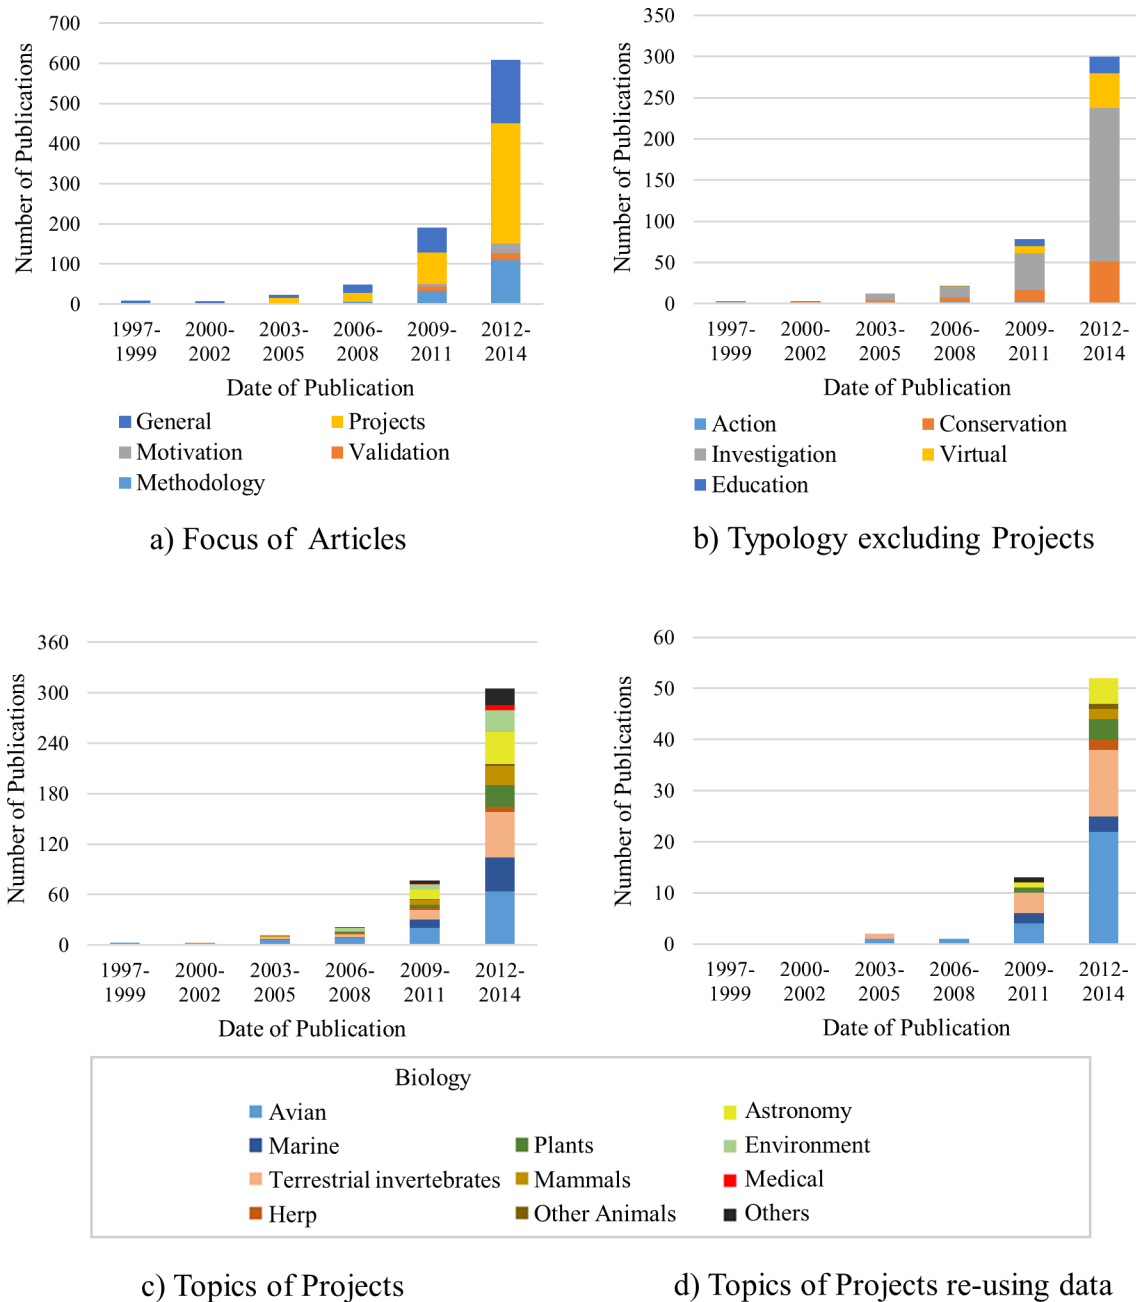 700
600
500
400
300
200
100
0
Number of Publications
1997-
1999
2000-
2002
2003-
2005
2006-
2008
2009-
2011
2012-
2014
Date of Publication
General
Projects
Motivation
Validation
Methodology
a) Focus of Articles
350
300
250
200
150
100
50
0
Number of Publications
1997-
1999
2000-
2002
2003-
2005
2006-
2008
2009-
2011
2012-
2014
Date of Publication
Action
Conservation
Investigation
Virtual
Education
b) Typology excluding Projects
360
300
240
180
120
60
0
Number of Publications
1997-
1999
2000-
2002
2003-
2005
2006-
2008
2009-
2011
2012-
2014
Date of Publication
60
50
40
30
20
10
0
Number of Publications
1997-
1999
2000-
2002
2003-
2005
2006-
2008
2009-
2011
2012-
2014
Date of Publication
Biology
Avian
Astronomy
Marine
Plants
Environment
Terrestrial invertebrates
Mammals
Medical
Herp
Other Animals
Others
c) Topics of Projects
d) Topics of Projects re-using data